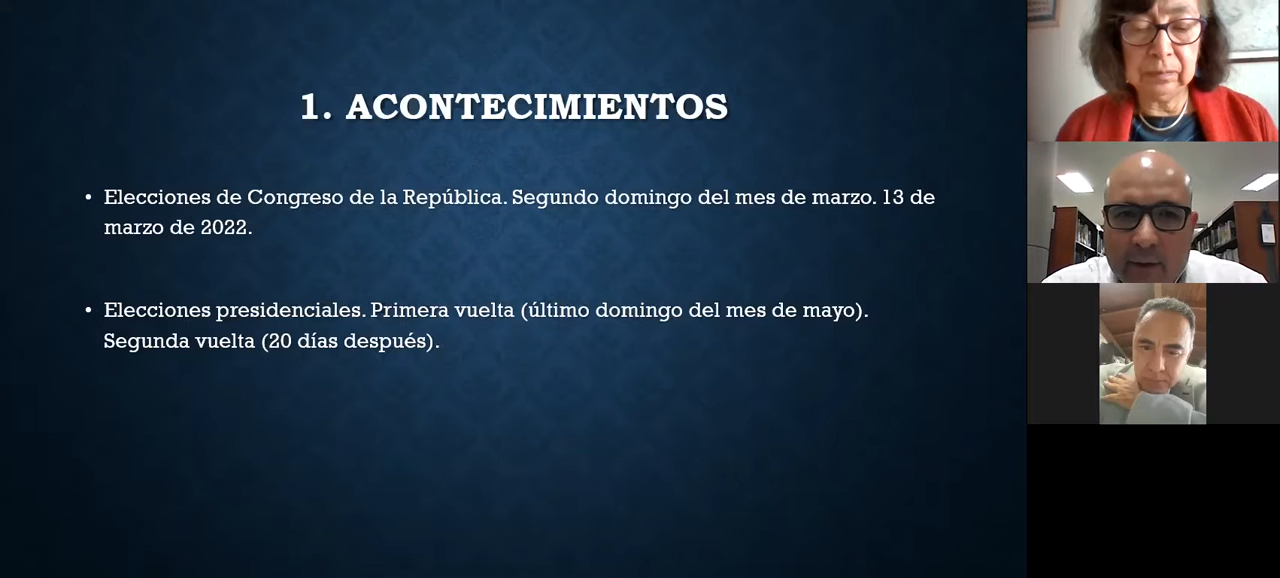 1. ACONTECIMIENTOS
• Elecciones de Congreso de la República. Segundo domingo del mes de marzo. 13 de
marzo de 2022.
• Elecciones presidenciales. Primera vuelta (último domingo del mes de mayo).
Segunda vuelta (20 días después).